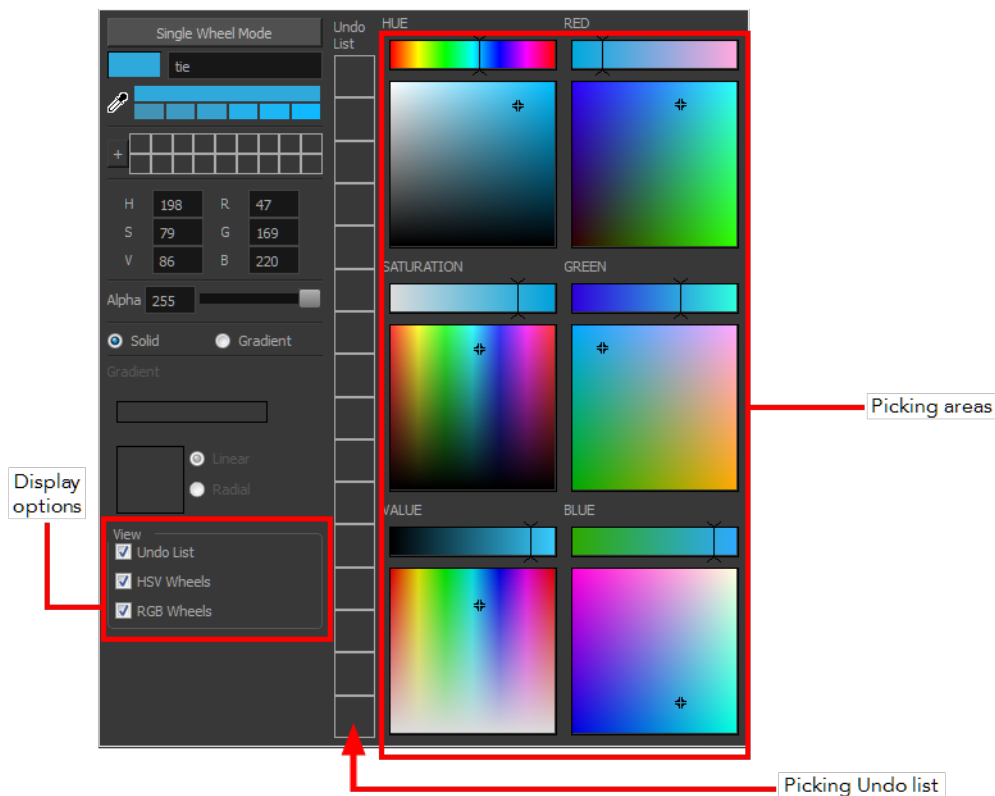 Single Wheel Mode
tie
+
H 198 R 47
S 79 G 169
V 86 B 220
Alpha 255
Solid Gradient
Gradient
Linear
Radial
View
Undo List
HSV Wheels
RGB Wheels
Display
options
Undo
List
HUE RED
SATURATION GREEN
VALUE BLUE
Picking areas
Picking Undo list